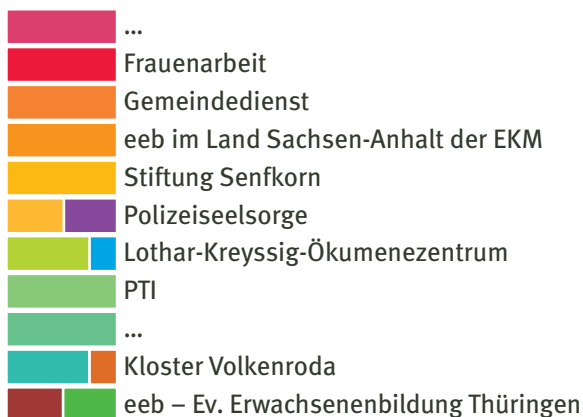 ...
Frauenarbeit
Gemeindedienst
eeb im Land Sachsen-Anhalt der EKM
Stiftung Senfkorn
Polizeiseelsorge
Lothar-Kreyssig-Ökumenezentrum
PTI
...
Kloster Volkenroda
eeb – Ev. Erwachsenenbildung Thüringen